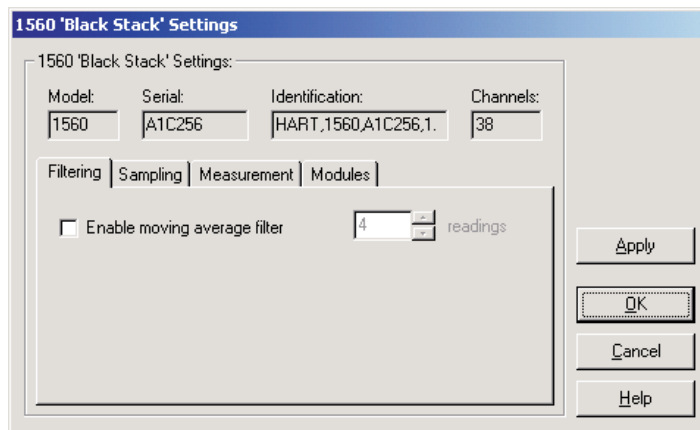 1560 'Black Stack' Settings
1560 'Black Stack' Settings:
Model: Serial: Identification: Channels:
1560 A1C256 HART,1560,A1C256,1. 38
Filtering Sampling Measurement Modules
Enable moving average filter 4 readings
Apply
OK
Cancel
Help